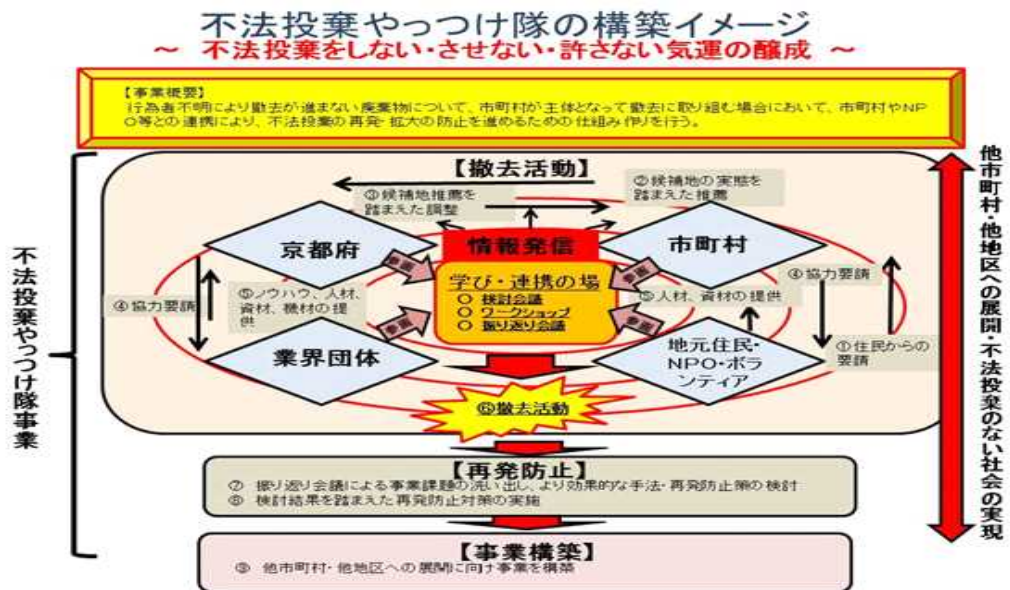 不法投棄やっつけ隊の構築イメージ
～ 不法投棄をしない・させない・許さない気運の醸成 ～
【事業概要】
行為者不明により撤去が進まない廃棄物について、市町村が主体となって撤去に取り組む場合において、市町村やNP
O等との連携により、不法投棄の再発・拡大の防止を進めるための仕組み作りを行う。
不法投棄やっつけ隊事業
他市町村・他地区への展開・不法投棄のない社会の実現
【撤去活動】
③候補地推薦を
踏まえた調整
②候補地の実態を
踏まえた推薦
京都府
情報発信
市町村
参画
参画
学び・連携の場
○ 検討会議
○ ワークショップ
○ 振り返り会議
④協力要請
⑤ノウハウ、人材、
資材、機材の提
供
⑤人材、資材の提供
④協力要請
参画
参画
①住民からの
要請
業界団体
地元住民・
NPO・ボラ
ンティア
⑥撤去活動
【再発防止】
⑦ 振り返り会議による事業課題の洗い出し、より効果的な手法・再発防止策の検討
⑧ 検討結果を踏まえた再発防止対策の実施
【事業構築】
⑨ 他市町村・他地区への展開に向け事業を構築